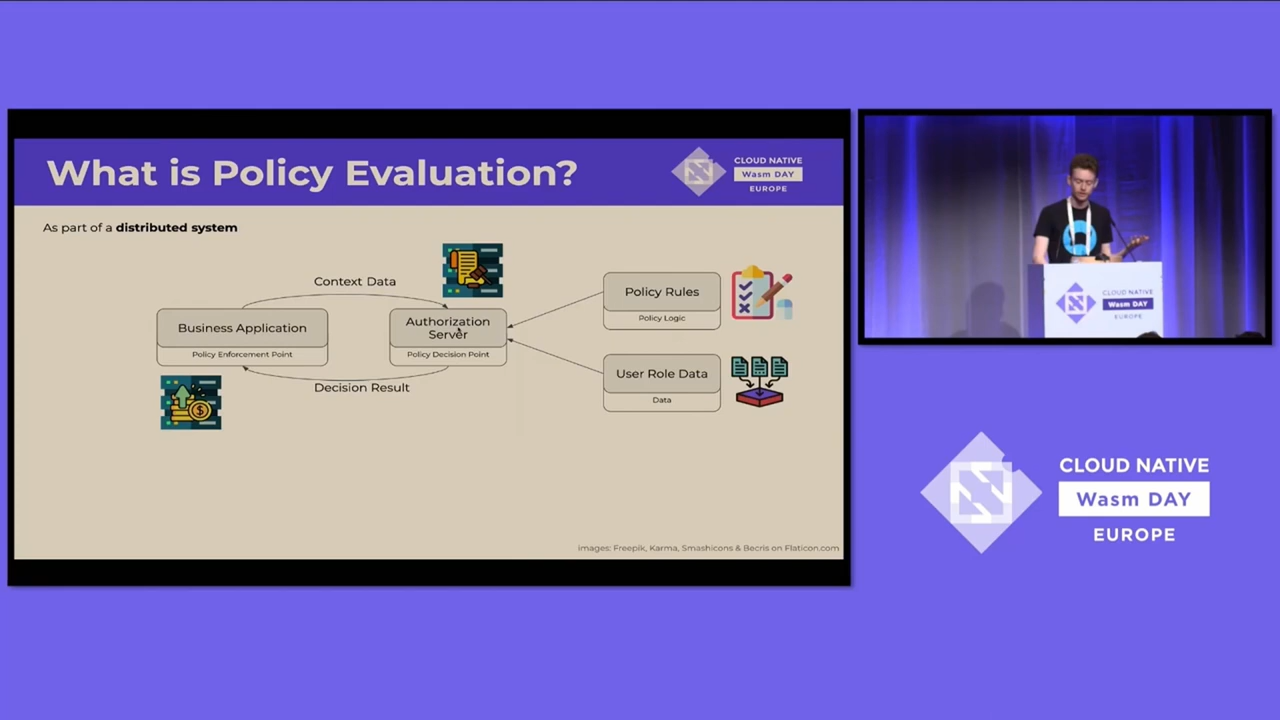 What is Policy Evaluation?
CLOUD NATIVE
Wasm DAY
EUROPE
As part of a distributed system
Context Data
Business Application
Policy Enforcement Point
Authorization
Server
Policy Decision Point
Decision Result
Policy Rules
Policy Logic
User Role Data
Data
images: Freepik, Karma, Smashicons & Becris on Flaticon.com
CLOUD NATIVE
Wasm DAY
EUROPE
CLOUD NATIVE
Wasm DAY
EUROPE